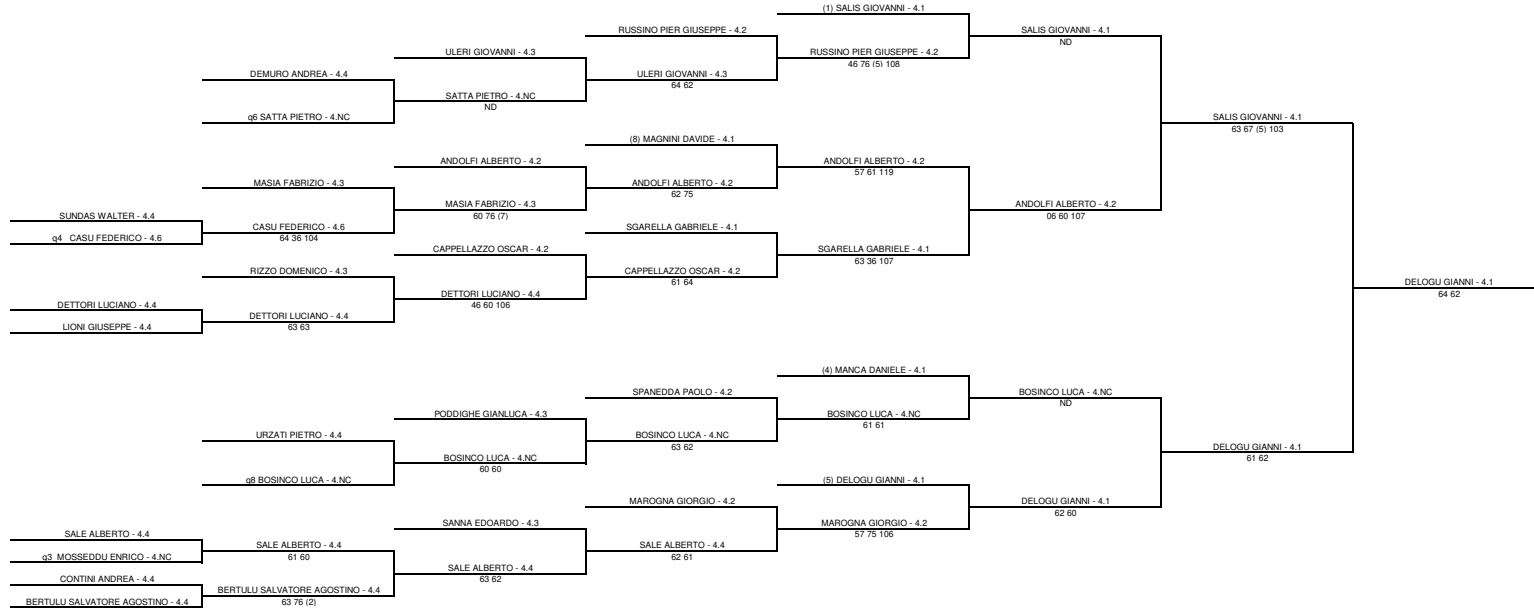 (1) SALIS GIOVANNI - 4.1
RUSSINO PIER GIUSEPPE - 4.2
SALIS GIOVANNI - 4.1
ND
ULERI GIOVANNI - 4.3
RUSSINO PIER GIUSEPPE - 4.2
46 76 (5) 108
DEMURO ANDREA - 4.4
ULERI GIOVANNI - 4.3
64 62
SATTA PIETRO - 4.NC
ND
q6 SATTA PIETRO - 4.NC
SALIS GIOVANNI - 4.1
63 67 (5) 103
(8) MAGNINI DAVIDE - 4.1
ANDOLFI ALBERTO - 4.2
ANDOLFI ALBERTO - 4.2
57 61 119
MASIA FABRIZIO - 4.3
ANDOLFI ALBERTO - 4.2
62 75
MASIA FABRIZIO - 4.3
60 76 (7)
ANDOLFI ALBERTO - 4.2
06 60 107
SUNDAS WALTER - 4.4
CASU FEDERICO - 4.6
64 36 104
SGARELLA GABRIELE - 4.1
q4 CASU FEDERICO - 4.6
CAPPELLAZZO OSCAR - 4.2
SGARELLA GABRIELE - 4.1
63 36 107
RIZZO DOMENICO - 4.3
CAPPELLAZZO OSCAR - 4.2
61 64
DELOGU GIANNI - 4.1
64 62
DETTORI LUCIANO - 4.4
46 60 106
DETTORI LUCIANO - 4.4
DETTORI LUCIANO - 4.4
63 63
LIONI GIUSEPPE - 4.4
(4) MANCA DANIELE - 4.1
SPANEDDA PAOLO - 4.2
BOSINCO LUCA - 4.NC
ND
PODDIGHE GIANLUCA - 4.3
BOSINCO LUCA - 4.NC
61 61
URZATI PIETRO - 4.4
BOSINCO LUCA - 4.NC
63 62
DELOGU GIANNI - 4.1
61 62
BOSINCO LUCA - 4.NC
60 60
q8 BOSINCO LUCA - 4.NC
(5) DELOGU GIANNI - 4.1
MAROGNA GIORGIO - 4.2
DELOGU GIANNI - 4.1
62 60
SANNA EDOARDO - 4.3
MAROGNA GIORGIO - 4.2
57 75 106
SALE ALBERTO - 4.4
SALE ALBERTO - 4.4
61 60
SALE ALBERTO - 4.4
62 61
q3 MOSSEDDU ENRICO - 4.NC
SALE ALBERTO - 4.4
63 62
CONTINI ANDREA - 4.4
BERTULU SALVATORE AGOSTINO - 4.4
63 76 (2)
BERTULU SALVATORE AGOSTINO - 4.4